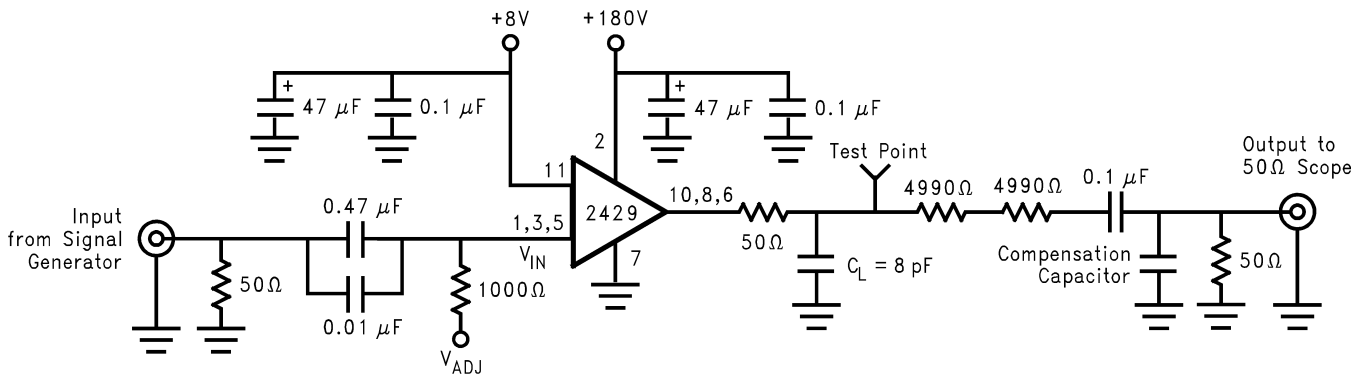 +8V
+180V
+
47 μF
0.1 μF
+
47 μF
0.1 μF
2
11
Test Point
Output to
50Ω Scope
Input
from Signal
Generator
0.47 μF
1,3,5
V_IN
2429
10,8,6
50Ω
4990Ω
4990Ω
0.1 μF
7
C_L = 8 pF
Compensation
Capacitor
50Ω
50Ω
0.01 μF
1000Ω
V_ADJ